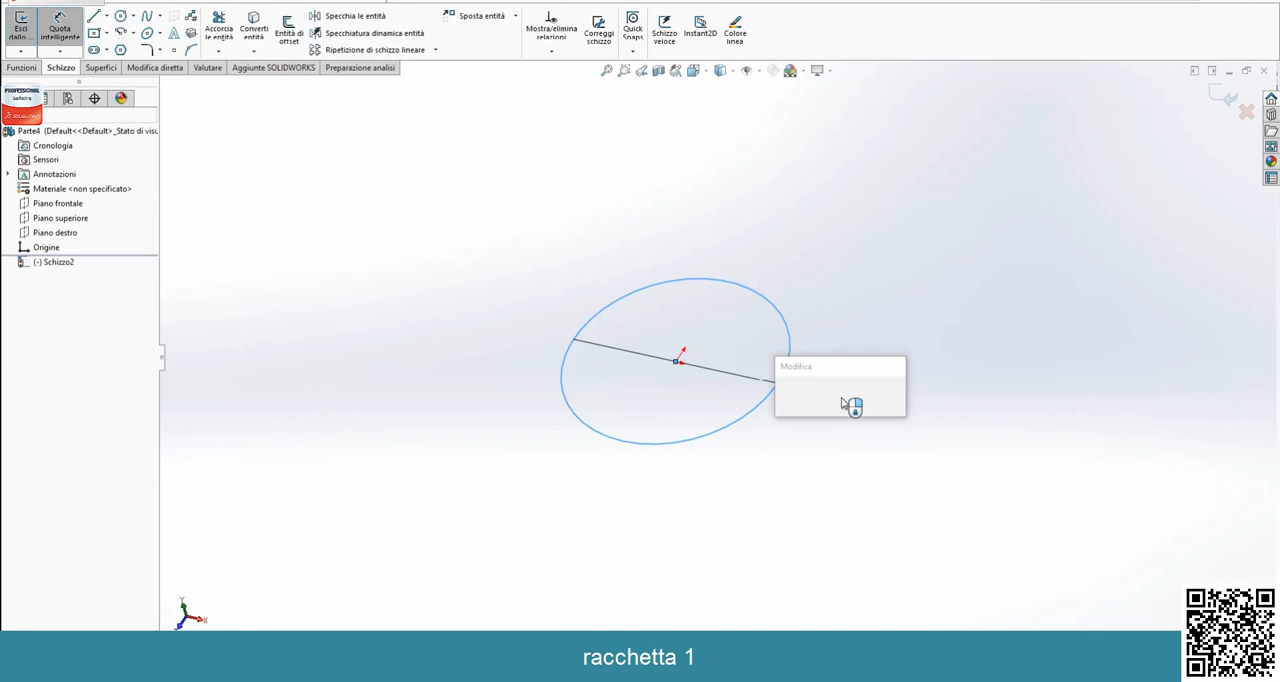 Esci
dallo ...
Quota
intelligente
Accorcia
le entità
Converti
entità
Entità di
offset
Specchia le entità
Specchiatura dinamica entità
Ripetizione di schizzo lineare
Sposta entità
Mostra/elimina
relazioni
Correggi
schizzo
Quick
Snaps
Schizzo
veloce
Instant2D
Colore
linea
Funzioni
Schizzo
Superfici
Modifica diretta
Valutare
Aggiunte SOLIDWORKS
Preparazione analisi
PROFESSIONAL
Surfacing
SOLIDWORKS
Parte4 (Default<<Default>_Stato di visu
Cronologia
Sensori
Annotazioni
Materiale <non specificato>
Piano frontale
Piano superiore
Piano destro
Origine
(-) Schizzo2
Modifica
Y
X
Z
racchetta 1